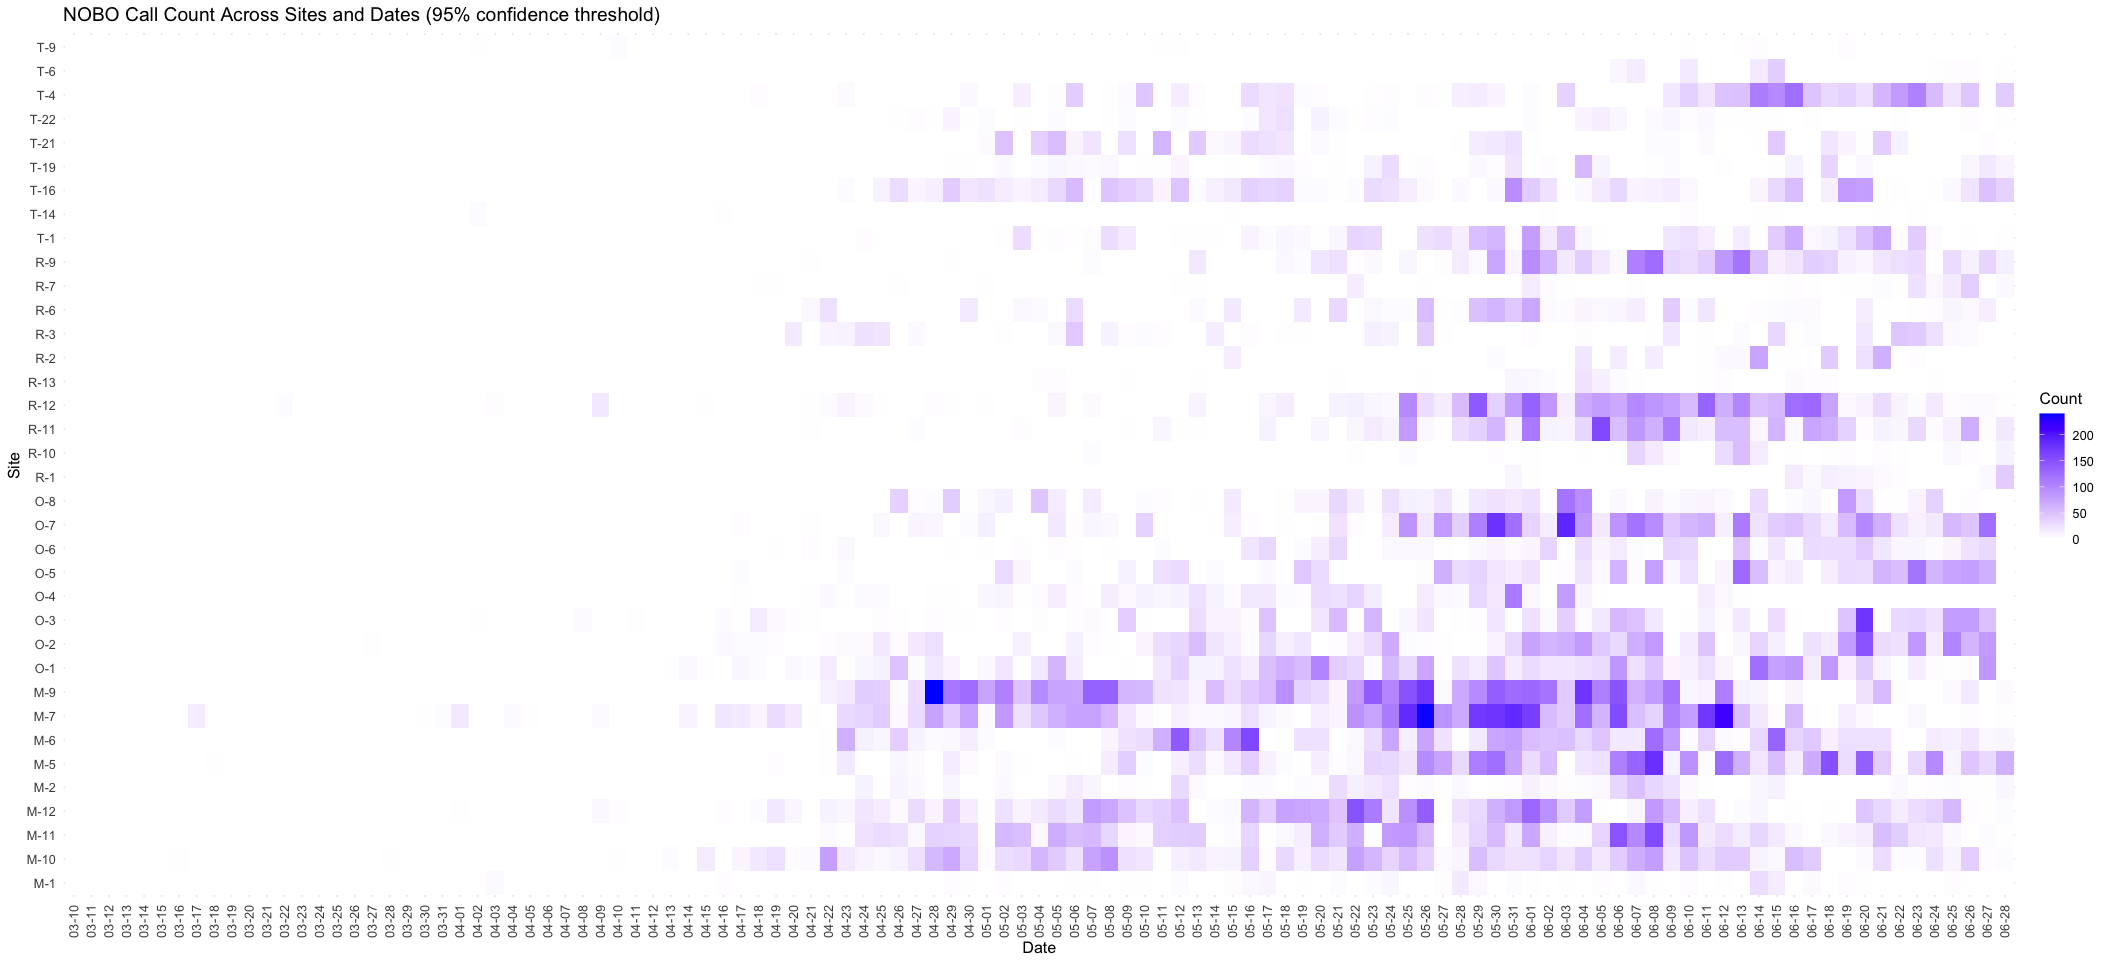 NOBO Call Count Across Sites and Dates (95% confidence threshold)
T-9
T-6
T-4
T-22
T-21
T-19
T-16
T-14
T-1
R-9
R-7
R-6
R-3
R-2
R-13
R-12
R-11
R-10
R-1
O-8
O-7
O-6
O-5
O-4
O-3
O-2
O-1
M-9
M-7
M-6
M-5
M-2
M-12
M-11
M-10
M-1
Site
03-10
03-11
03-12
03-13
03-14
03-15
03-16
03-17
03-18
03-19
03-20
03-21
03-22
03-23
03-24
03-25
03-26
03-27
03-28
03-29
03-30
03-31
04-01
04-02
04-03
04-04
04-05
04-06
04-07
04-08
04-09
04-10
04-11
04-12
04-13
04-14
04-15
04-16
04-17
04-18
04-19
04-20
04-21
04-22
04-23
04-24
04-25
04-26
04-27
04-28
04-29
04-30
05-01
05-02
05-03
05-04
05-05
05-06
05-07
05-08
05-09
05-10
05-11
05-12
05-13
05-14
05-15
05-16
05-17
05-18
05-19
05-20
05-21
05-22
05-23
05-24
05-25
05-26
05-27
05-28
05-29
05-30
05-31
06-01
06-02
06-03
06-04
06-05
06-06
06-07
06-08
06-09
06-10
06-11
06-12
06-13
06-14
06-15
06-16
06-17
06-18
06-19
06-20
06-21
06-22
06-23
06-24
06-25
06-26
06-27
06-28
Date
Count
200
150
100
50
0